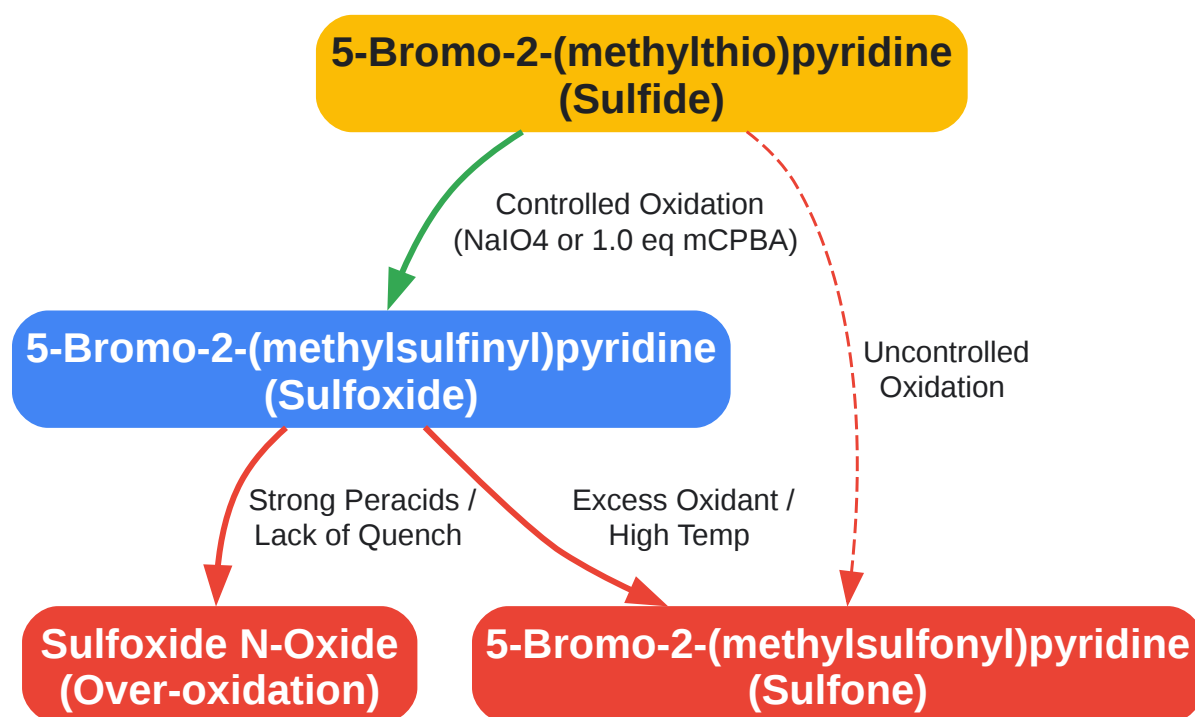 5-Bromo-2-(methylthio)pyridine
(Sulfide)
Controlled Oxidation
(NaIO4 or 1.0 eq mCPBA)
5-Bromo-2-(methylsulfinyl)pyridine
(Sulfoxide)
Uncontrolled
Oxidation
Strong Peracids /
Lack of Quench
Excess Oxidant /
High Temp
Sulfoxide N-Oxide
(Over-oxidation)
5-Bromo-2-(methylsulfonyl)pyridine
(Sulfone)